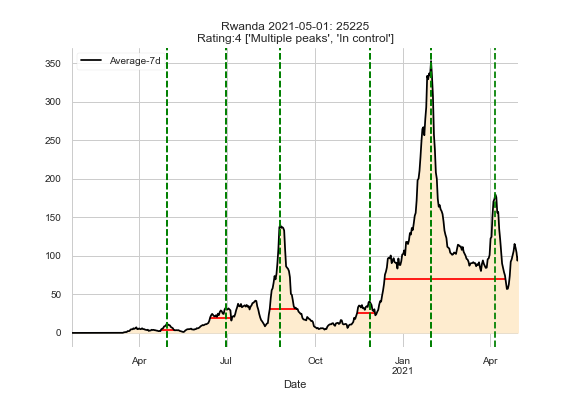 Rwanda 2021-05-01: 25225
Rating:4 ['Multiple peaks', 'In control']
Average-7d
350
300
250
200
150
100
50
0
Apr
Jul
Oct
Jan
2021
Apr
Date